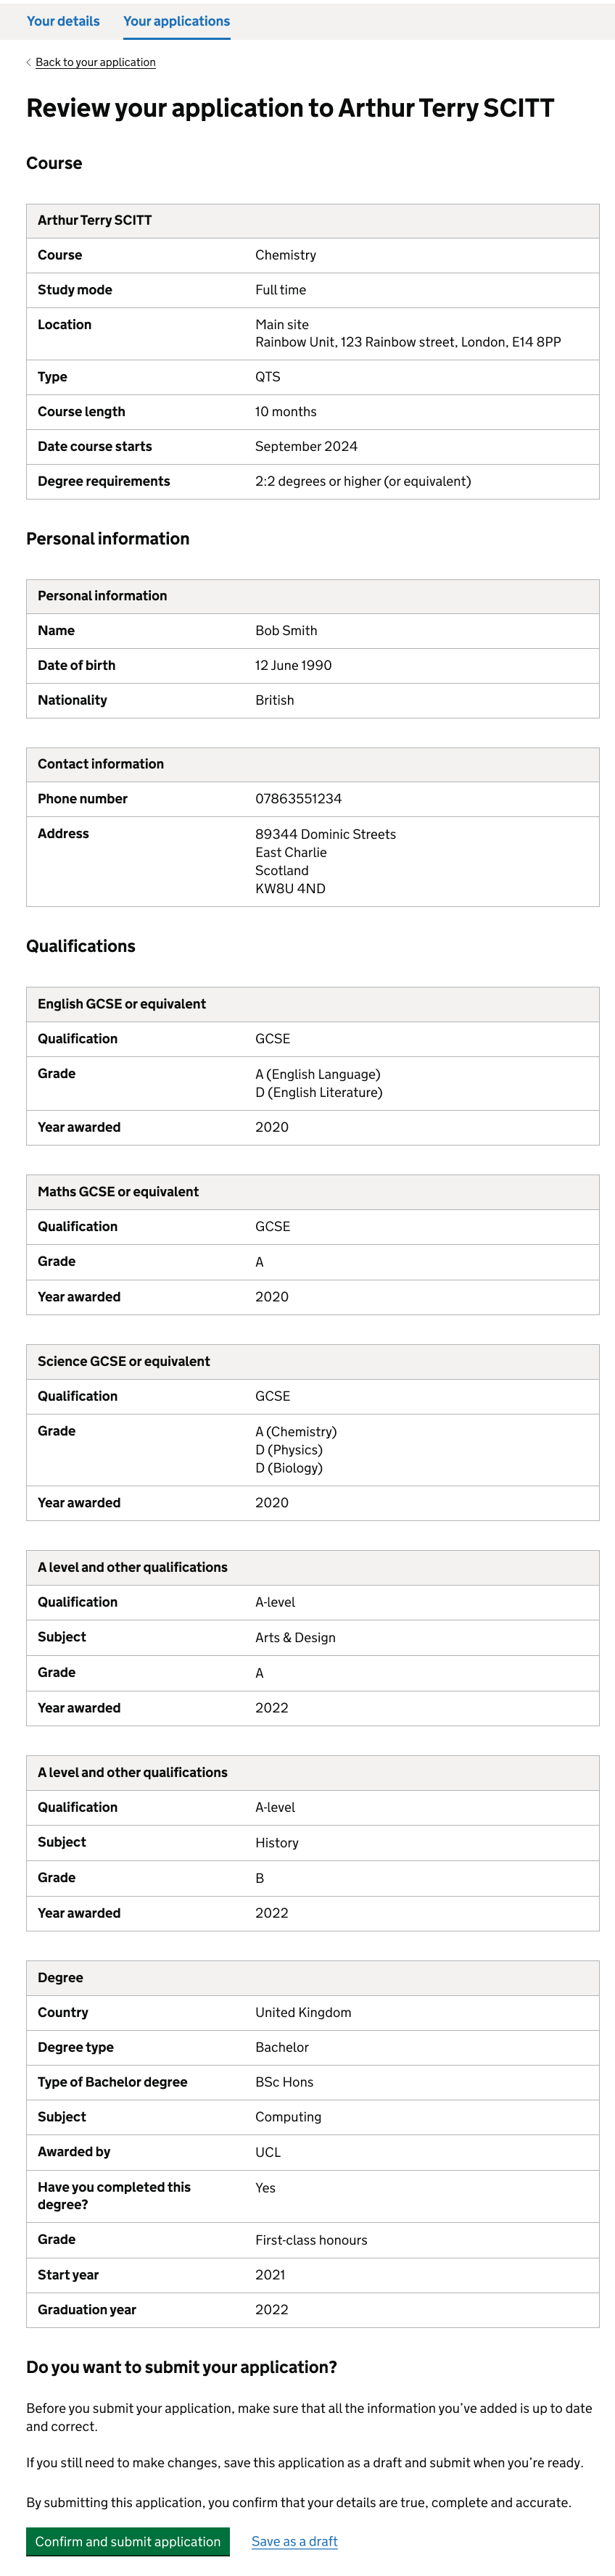 Your details Your applications
Back to your application
Review your application to Arthur Terry SCITT
Course
Arthur Terry SCITT
Course Chemistry
Study mode Full time
Location Main site
Rainbow Unit, 123 Rainbow street, London, E14 8PP
Type QTS
Course length 10 months
Date course starts September 2024
Degree requirements 2:2 degrees or higher (or equivalent)
Personal information
Personal information
Name Bob Smith
Date of birth 12 June 1990
Nationality British
Contact information
Phone number 07863551234
Address 89344 Dominic Streets
East Charlie
Scotland
KW8U 4ND
Qualifications
English GCSE or equivalent
Qualification GCSE
Grade A (English Language)
D (English Literature)
Year awarded 2020
Maths GCSE or equivalent
Qualification GCSE
Grade A
Year awarded 2020
Science GCSE or equivalent
Qualification GCSE
Grade A (Chemistry)
D (Physics)
D (Biology)
Year awarded 2020
A level and other qualifications
Qualification A-level
Subject Arts & Design
Grade A
Year awarded 2022
A level and other qualifications
Qualification A-level
Subject History
Grade B
Year awarded 2022
Degree
Country United Kingdom
Degree type Bachelor
Type of Bachelor degree BSc Hons
Subject Computing
Awarded by UCL
Have you completed this Yes
degree?
Grade First-class honours
Start year 2021
Graduation year 2022
Do you want to submit your application?
Before you submit your application, make sure that all the information you've added is up to date
and correct.
If you still need to make changes, save this application as a draft and submit when you're ready.
By submitting this application, you confirm that your details are true, complete and accurate.
Confirm and submit application Save as a draft